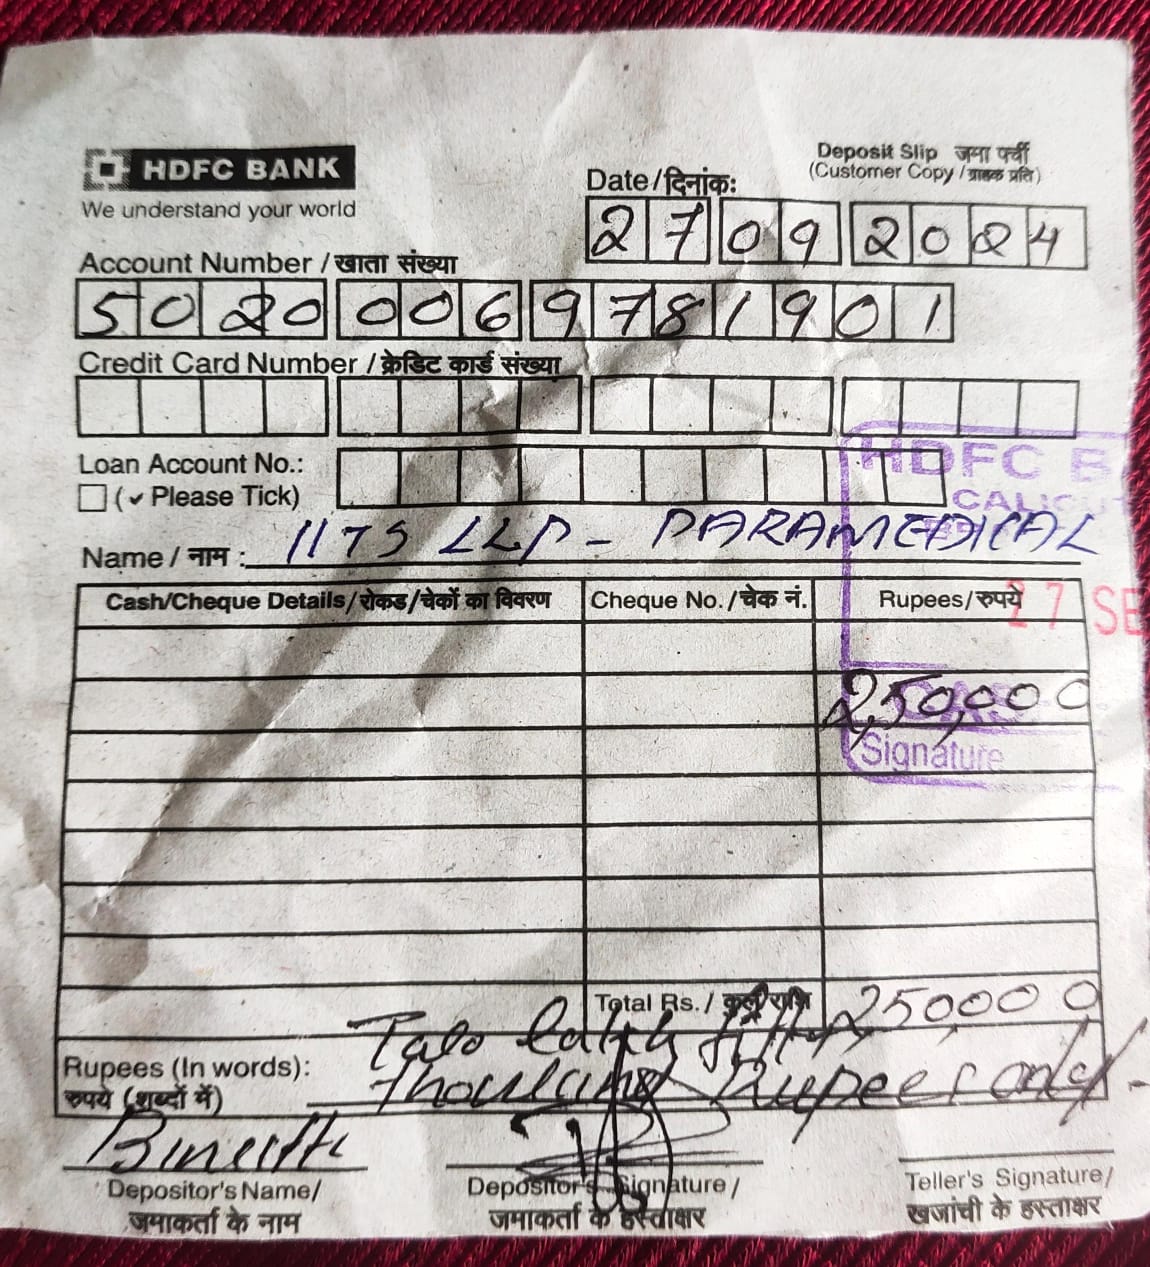 HDFC BANK
We understand your world
Deposit Slip जमा पर्ची
(Customer Copy / ग्राहक प्रति)
Date/दिनांक:
27 09 2024
Account Number / खाता संख्या
50200069781901
Credit Card Number / क्रेडिट कार्ड संख्या
Loan Account No.:
(✓ Please Tick)
HDFC B
CALICU
Name / नाम : IITS LLP - PARAMEDICAL
Cash/Cheque Details/रोकड/चेकों का विवरण Cheque No./चेक नं. Rupees/रुपये
27 SE
2,50,000
Signature
Total Rs./ कुल राशि 250000
Rupees (In words): Two lakh fifty
रुपये (शब्दों में) Thousand Rupees only -
Bineesh
Depositor's Name/ Depositor's Signature/ Teller's Signature/
जमाकर्ता के नाम जमाकर्ता के हस्ताक्षर खजांची के हस्ताक्षर